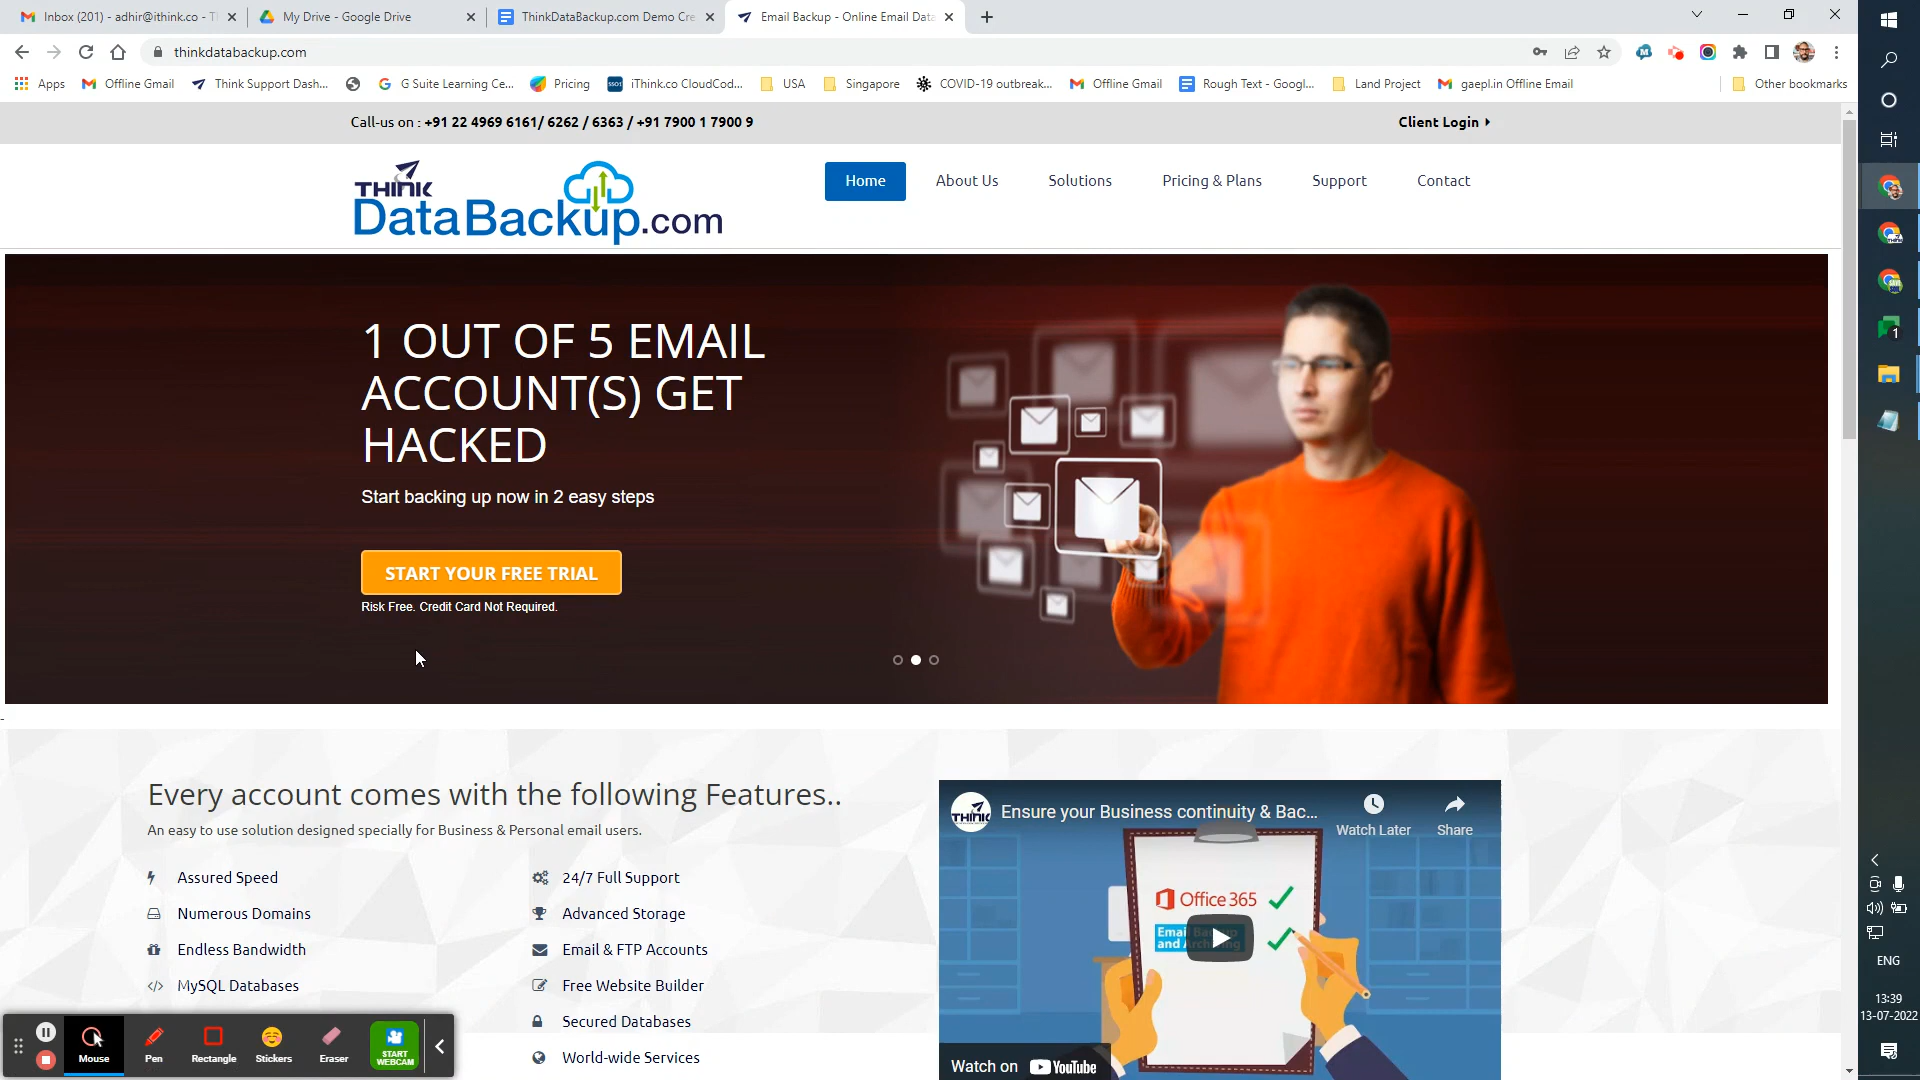 Inbox (201) - adhir@ithink.co - T
My Drive - Google Drive
ThinkDataBackup.com Demo Cre
Email Backup - Online Email Data
thinkdatabackup.com
Apps
Offline Gmail
Think Support Dash...
G Suite Learning Ce...
Pricing
iThink.co CloudCod...
USA
Singapore
COVID-19 outbreak...
Offline Gmail
Rough Text - Googl...
Land Project
gaepl.in Offline Email
Other bookmarks
Call-us on : +91 22 4969 6161/ 6262 / 6363 / +91 7900 1 7900 9
Client Login
THINK
DataBackup.com
Home
About Us
Solutions
Pricing & Plans
Support
Contact
1 OUT OF 5 EMAIL
ACCOUNT(S) GET
HACKED
Start backing up now in 2 easy steps
START YOUR FREE TRIAL
Risk Free. Credit Card Not Required.
Every account comes with the following Features..
An easy to use solution designed specially for Business & Personal email users.
Assured Speed
Numerous Domains
Endless Bandwidth
MySQL Databases
24/7 Full Support
Advanced Storage
Email & FTP Accounts
Free Website Builder
Secured Databases
World-wide Services
THINK
Ensure your Business continuity & Bac...
Watch Later
Share
Office 365
Email Backup
and Archiving
Watch on YouTube
Mouse
Pen
Rectangle
Stickers
Eraser
START
WEBCAM
1
ENG
13:39
13-07-2022